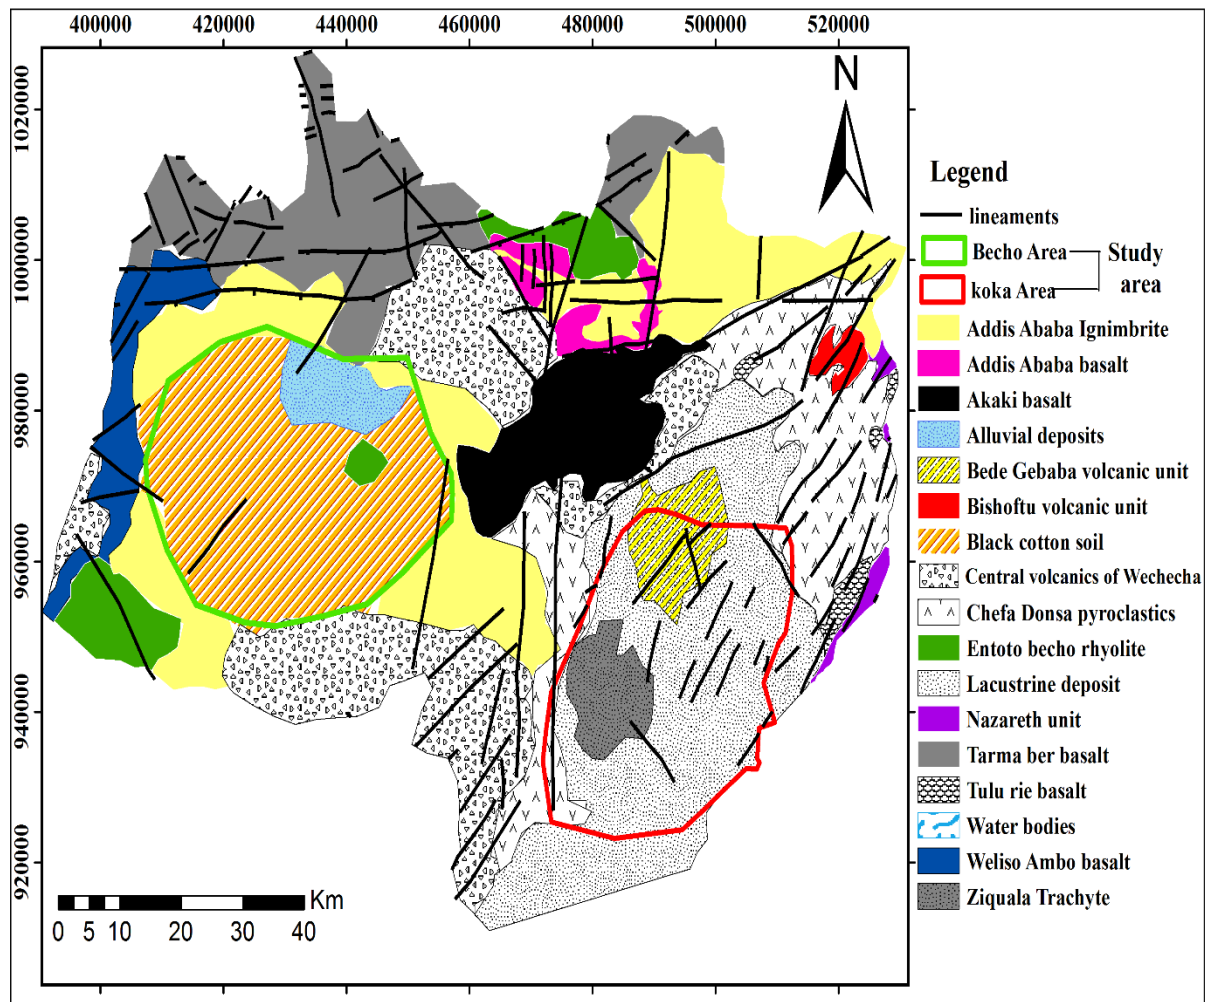 400000 420000 440000 460000 480000 500000 520000
1020000
1000000
980000
960000
940000
920000
N
Legend
lineaments
Becho Area
koka Area
Study
area
Addis Ababa Ignimbrite
Addis Ababa basalt
Akaki basalt
Alluvial deposits
Bede Gebaba volcanic unit
Bishoftu volcanic unit
Black cotton soil
Central volcanics of Wechecha
Chefa Donsa pyroclastics
Entoto becho rhyolite
Lacustrine deposit
Nazareth unit
Tarma ber basalt
Tulu rie basalt
Water bodies
Weliso Ambo basalt
Ziquala Trachyte
Km
0 5 10 20 30 40